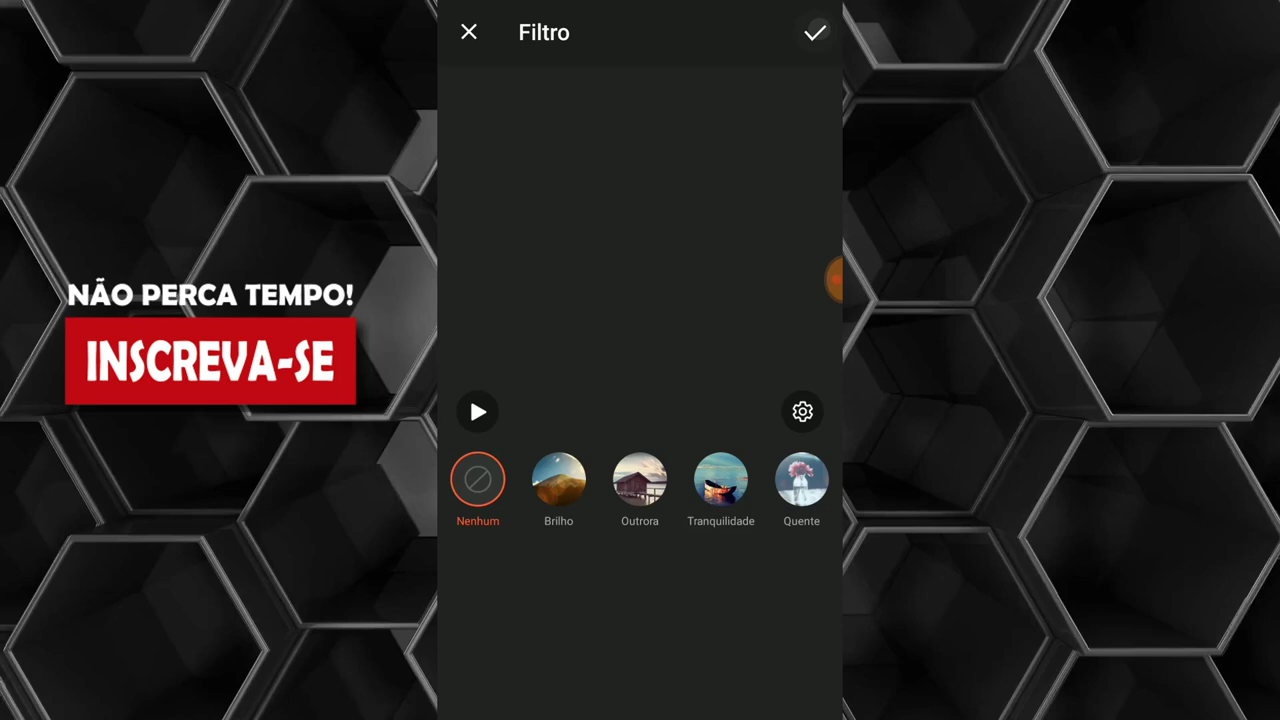 Filtro
NÃO PERCA TEMPO!
INSCREVA-SE
Nenhum
Brilho
Outrora
Tranquilidade
Quente